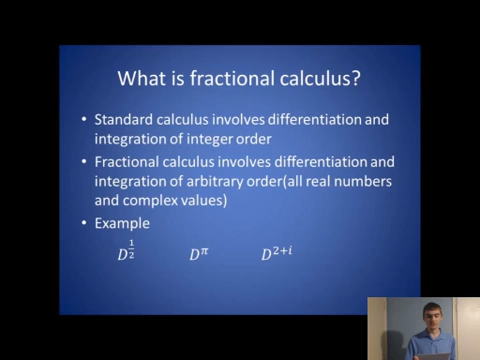 What is fractional calculus?
• Standard calculus involves differentiation and
integration of integer order
• Fractional calculus involves differentiation and
integration of arbitrary order(all real numbers
and complex values)
• Example
D^{1/2} D^π D^{2+i}